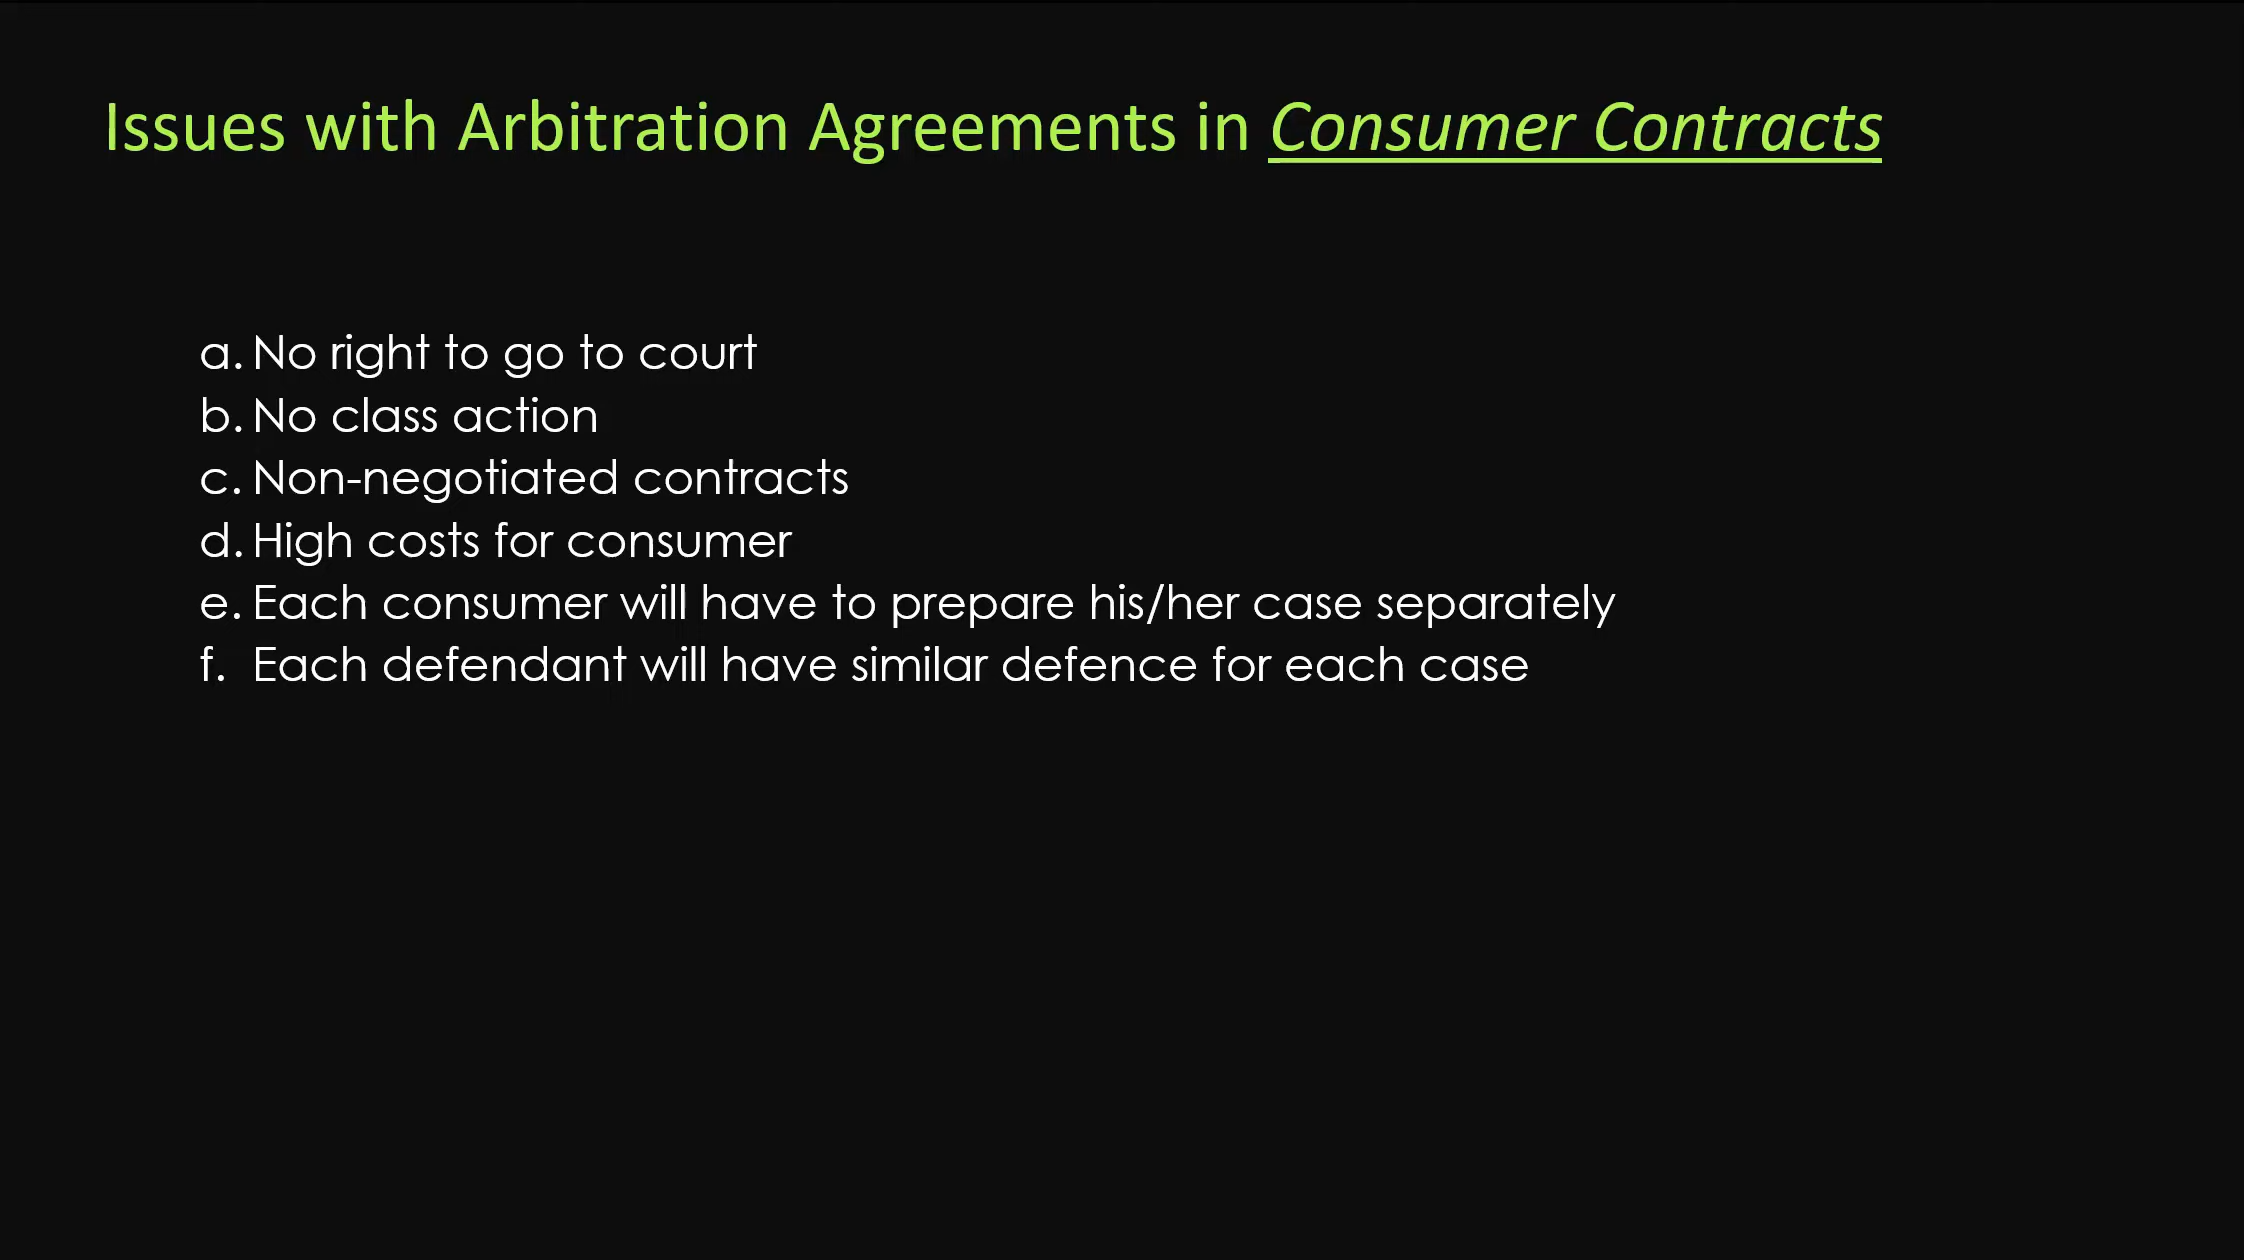 Issues with Arbitration Agreements in Consumer Contracts
a. No right to go to court
b. No class action
c. Non-negotiated contracts
d. High costs for consumer
e. Each consumer will have to prepare his/her case separately
f. Each defendant will have similar defence for each case